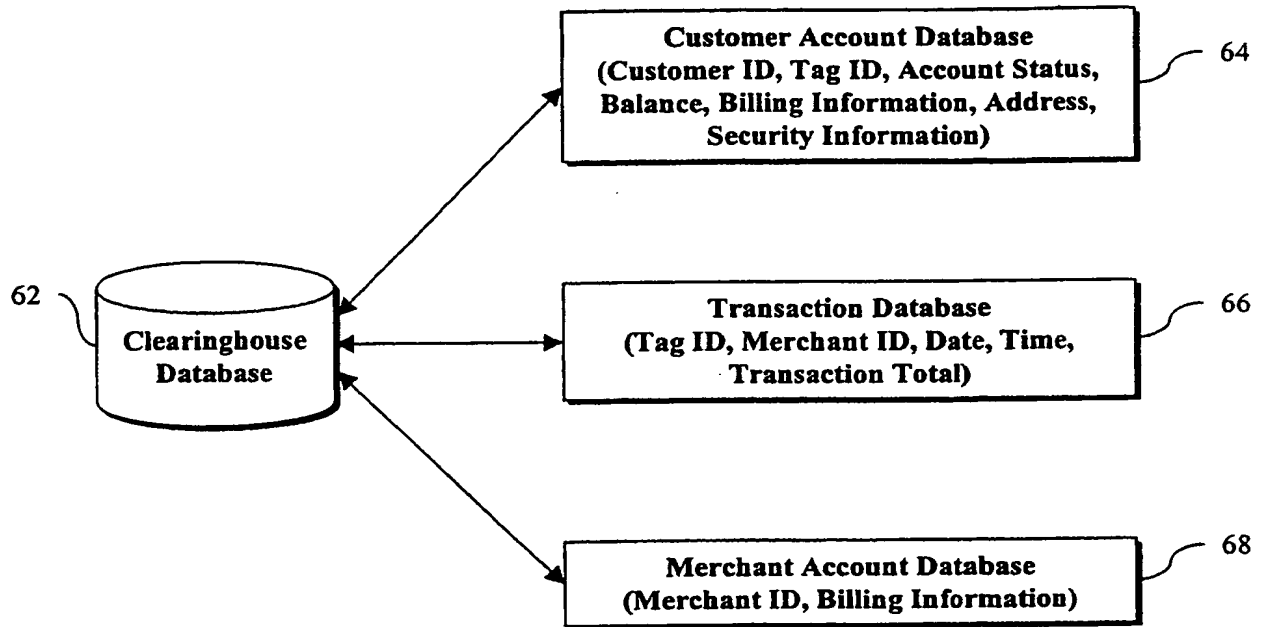 Customer Account Database
(Customer ID, Tag ID, Account Status,
Balance, Billing Information, Address,
Security Information)
64
62
Clearinghouse
Database
Transaction Database
(Tag ID, Merchant ID, Date, Time,
Transaction Total)
66
Merchant Account Database
(Merchant ID, Billing Information)
68